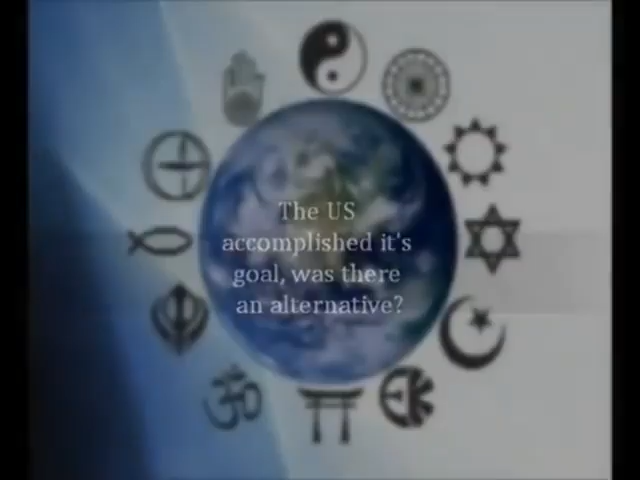 The US
accomplished it's
goal, was there
an alternative?